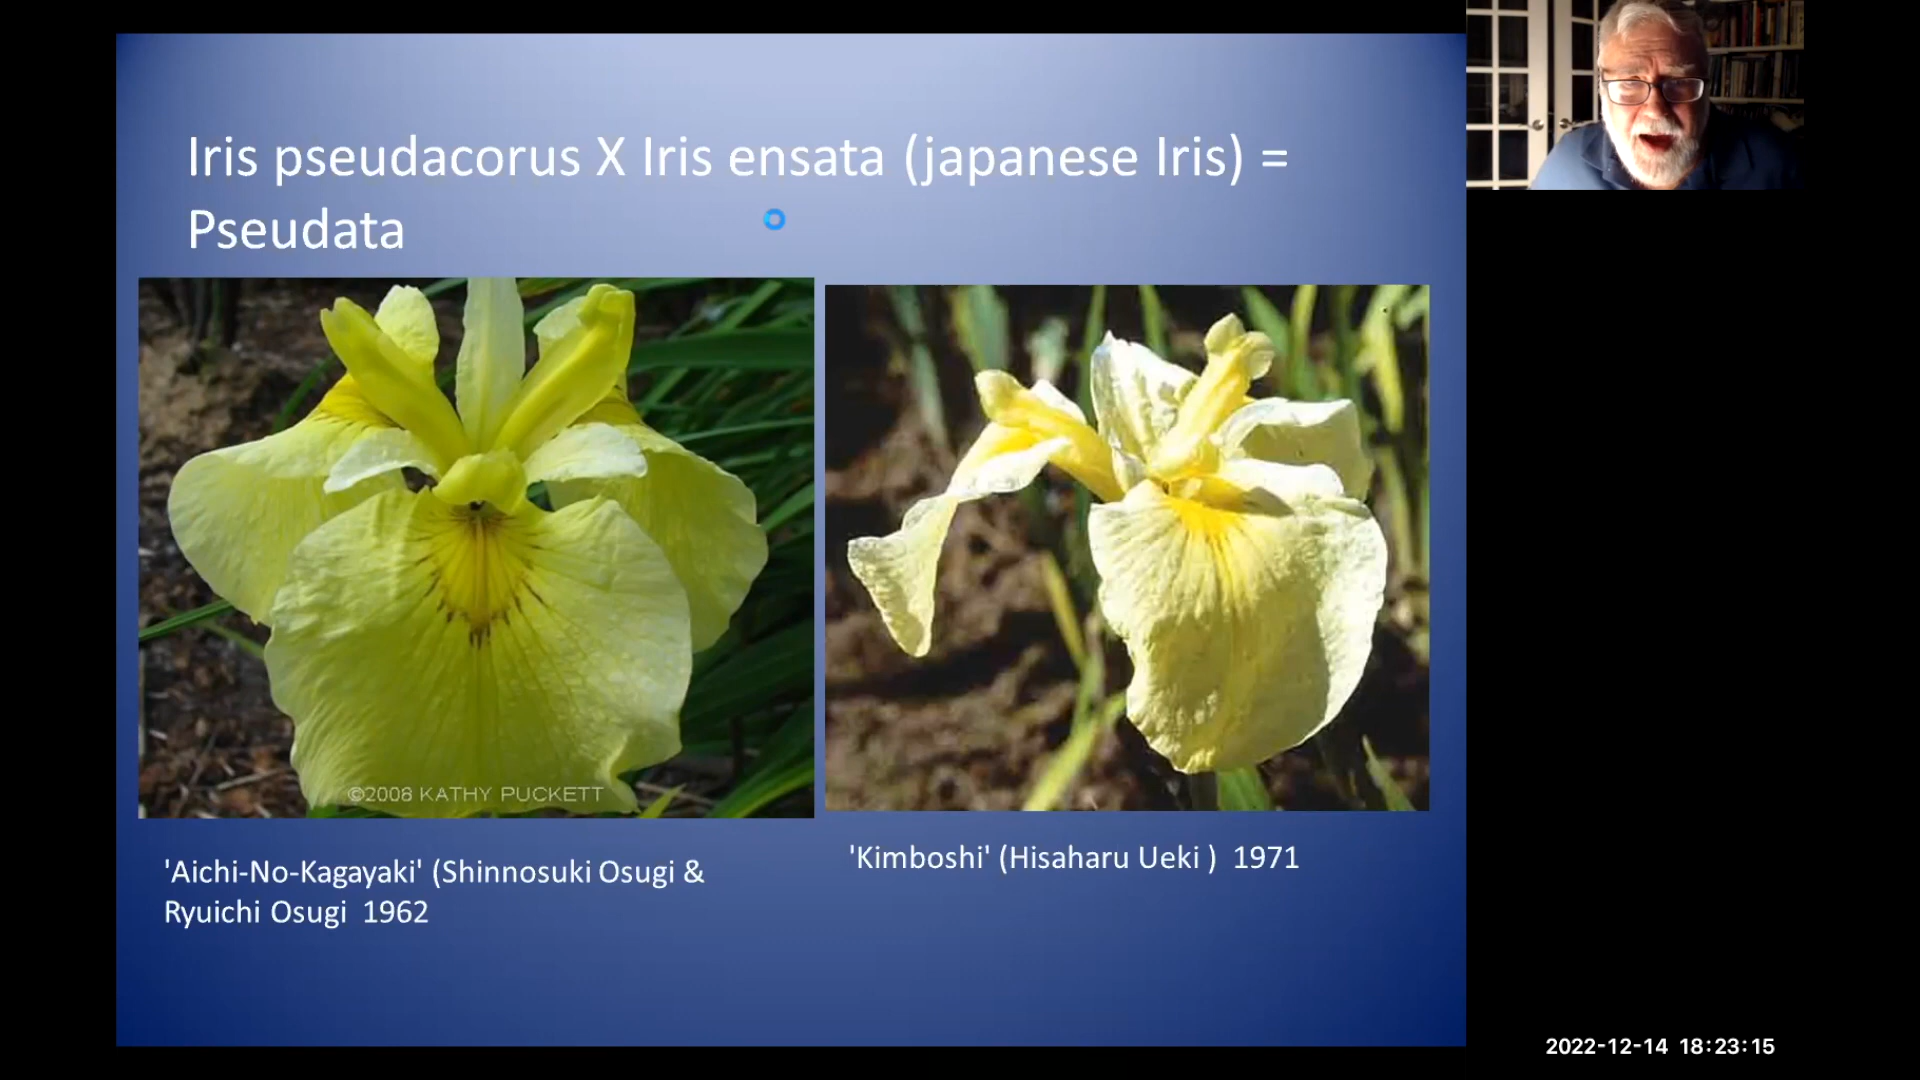 Iris pseudacorus X Iris ensata (japanese Iris) =
Pseudata
©2008 KATHY PUCKETT
'Aichi-No-Kagayaki' (Shinnosuki Osugi &
Ryuichi Osugi  1962
'Kimboshi' (Hisaharu Ueki )  1971
2022-12-14 18:23:15